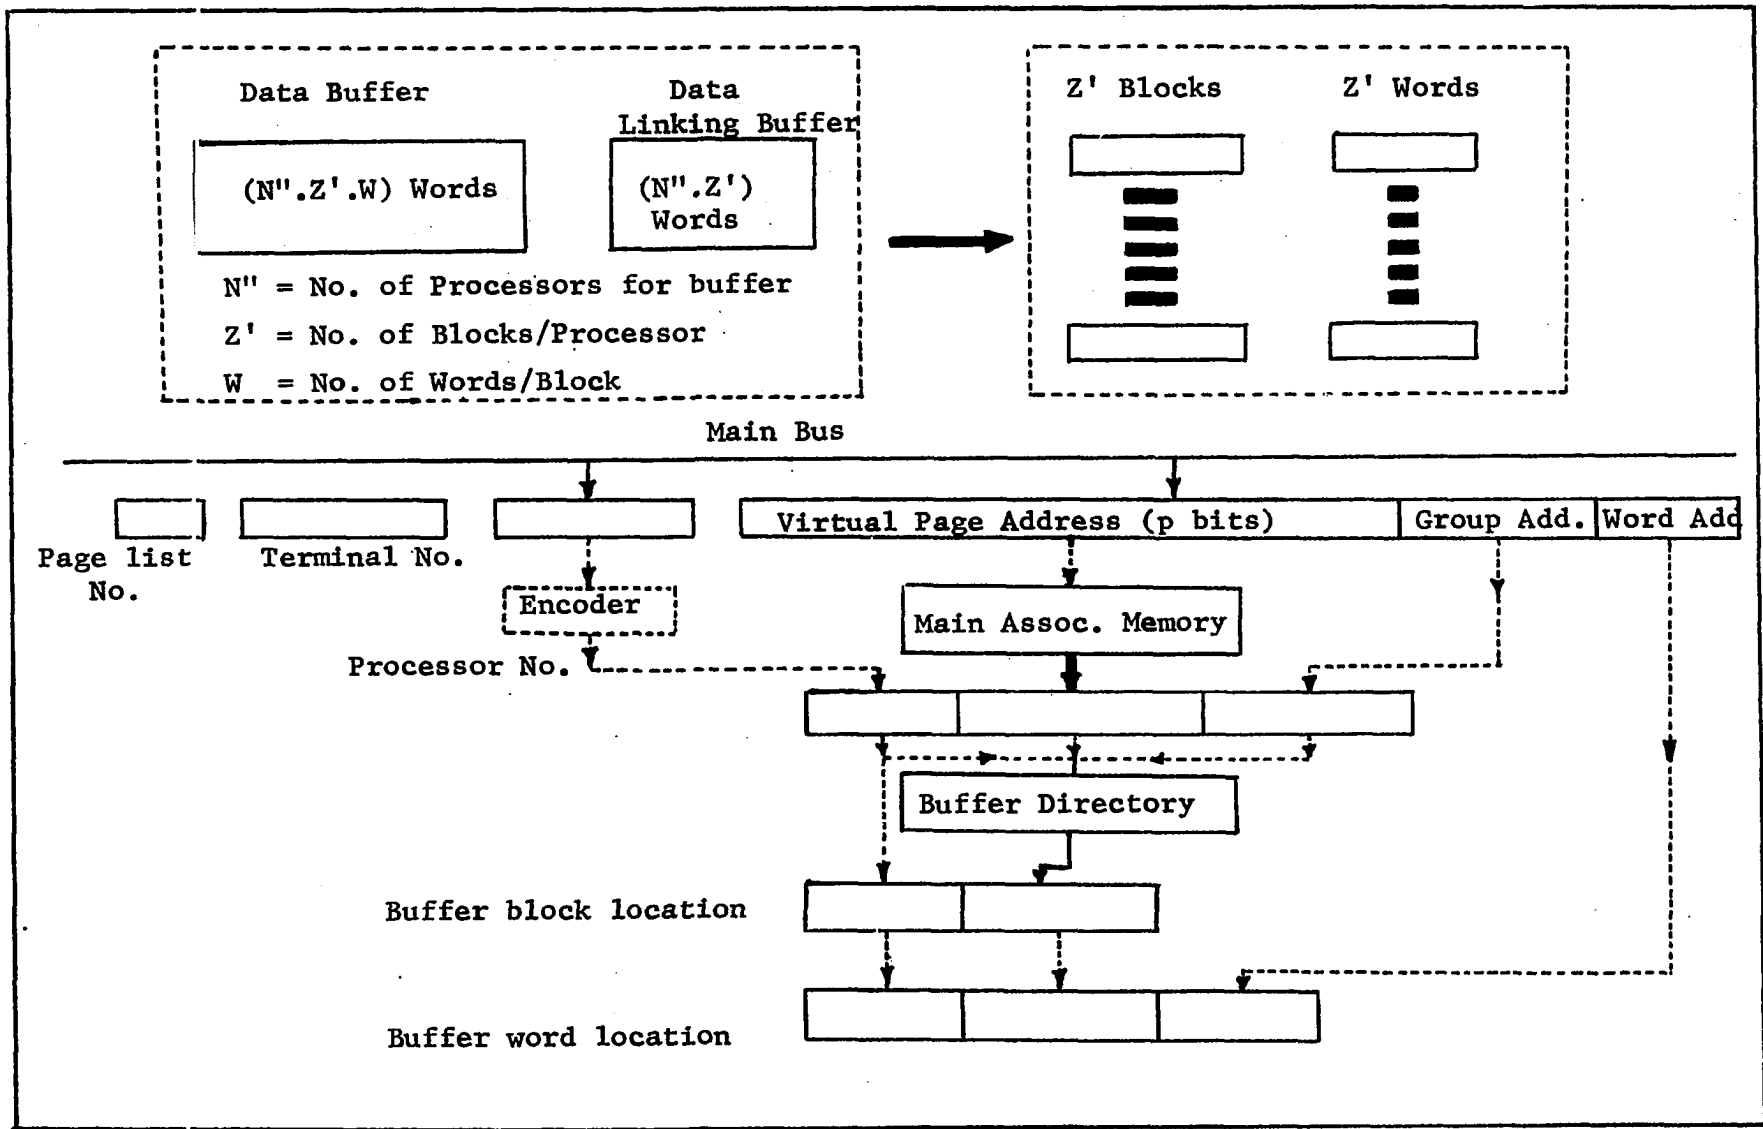 Data Buffer
Data
Linking Buffer
(N".Z'.W) Words
(N".Z')
Words
N" = No. of Processors for buffer
Z' = No. of Blocks/Processor
W = No. of Words/Block
Z' Blocks
Z' Words
Main Bus
Virtual Page Address (p bits)
Group Add.
Word Add
Page list
No.
Terminal No.
Encoder
Main Assoc. Memory
Processor No.
Buffer Directory
Buffer block location
Buffer word location